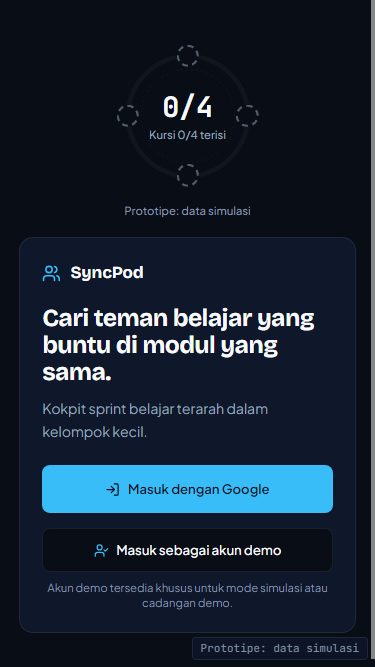 0/4
Kursi 0/4 terisi
Prototipe: data simulasi
SyncPod
Cari teman belajar yang
buntu di modul yang
sama.
Kokpit sprint belajar terarah dalam
kelompok kecil.
Masuk dengan Google
Masuk sebagai akun demo
Akun demo tersedia khusus untuk mode simulasi atau
cadangan demo.
Prototipe: data simulasi